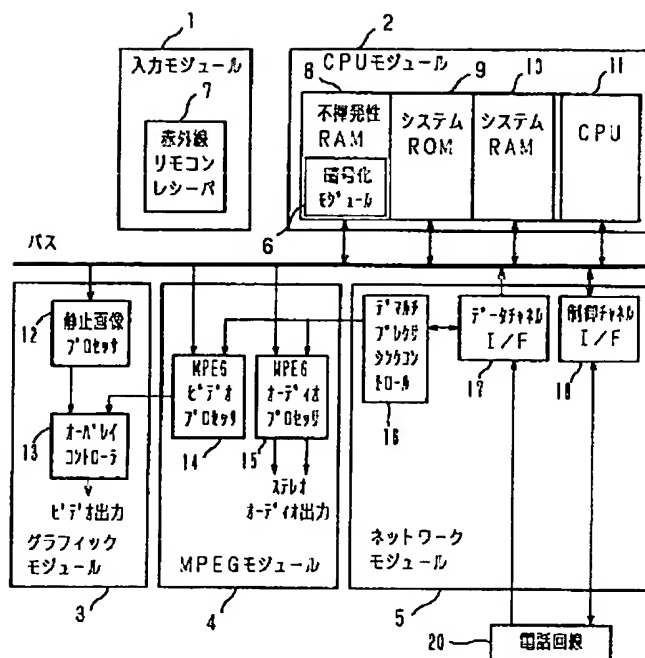 1
入力モジュール
7
赤外線
リモコン
レシーバ
2
CPUモジュール
8
9
10
11
不揮発性
RAM
暗号化
モジュール
6
システム
ROM
システム
RAM
CPU
バス
12
静止画像
プロセッサ
13
オーバレイ
コントローラ
ビデオ出力
グラフィック
モジュール
3
MPEG
ビデオ
プロセッサ
14
MPEG
オーディオ
プロセッサ
15
ステレオ
オーディオ出力
MPEGモジュール
4
デマルチ
プレクサ
シンクコン
トロール
16
データチャネル
I/F
17
制御チャネル
I/F
18
ネットワーク
モジュール
5
20
電話回線